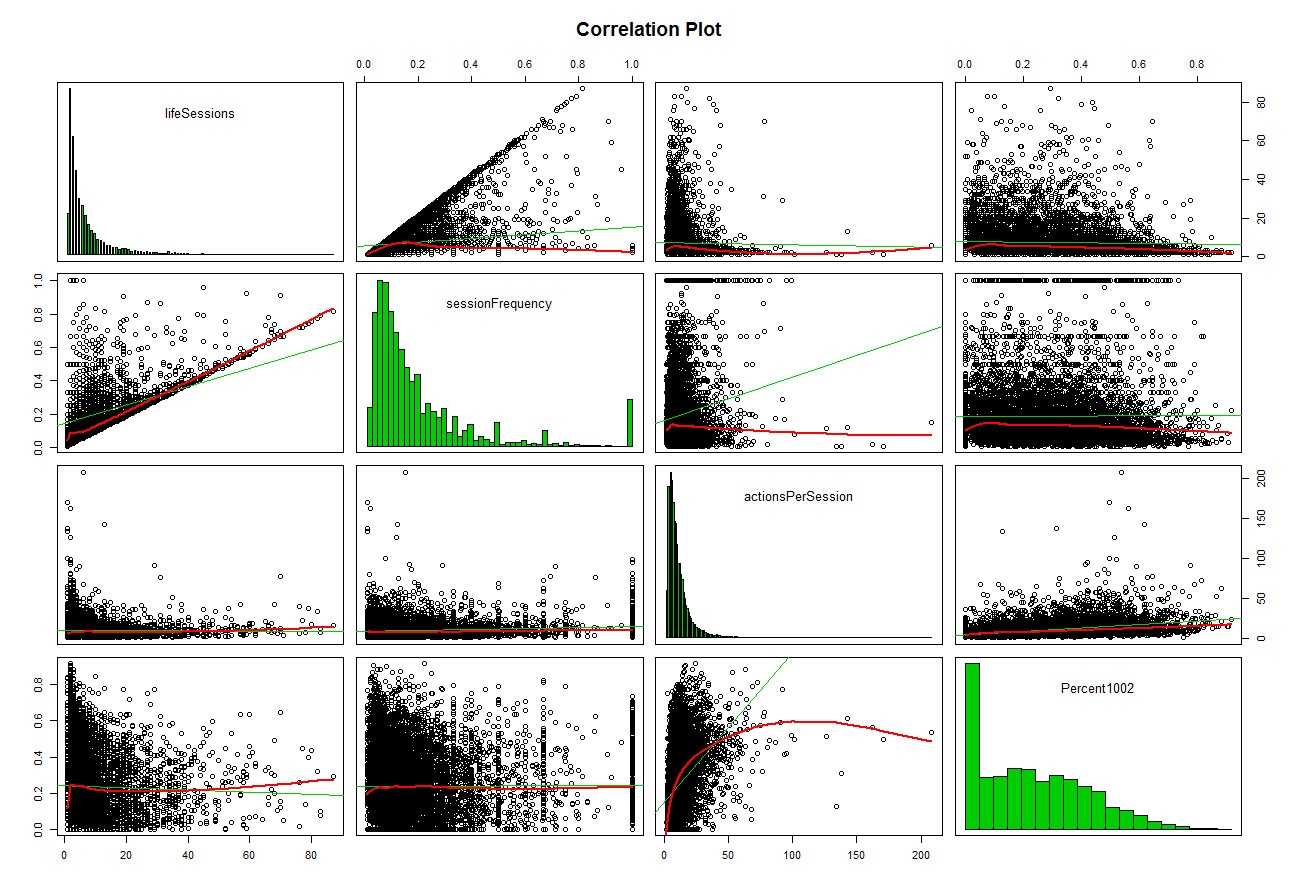 Correlation Plot
0.0 0.2 0.4 0.6 0.8 1.0
0.0 0.2 0.4 0.6 0.8
lifeSessions
0 20 40 60 80
sessionFrequency
0.0 0.2 0.4 0.6 0.8 1.0
actionsPerSession
0 50 100 150 200
Percent1002
0.0 0.2 0.4 0.6 0.8
0 20 40 60 80
0 50 100 150 200